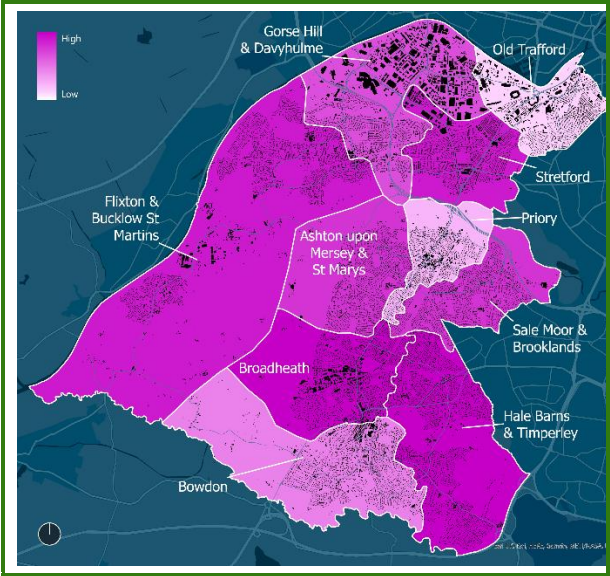 High
Low
Gorse Hill
& Davyhulme
Old Trafford
Stretford
Flixton &
Bucklow St
Martins
Priory
Ashton upon
Mersey &
St Marys
Sale Moor &
Brooklands
Broadheath
Hale Barns
& Timperley
Bowdon